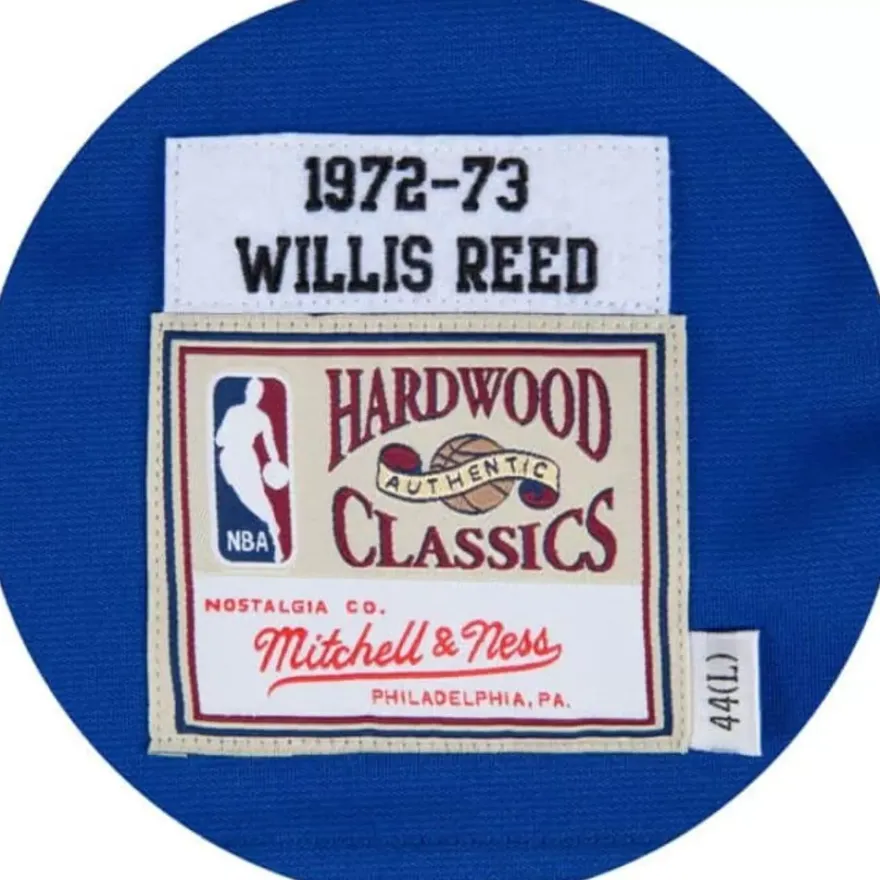 1972-73
WILLIS REED
HARDWOOD
AUTHENTIC
CLASSICS
NBA
NOSTALGIA CO.
Mitchell & Ness
PHILADELPHIA, PA.
44(L)